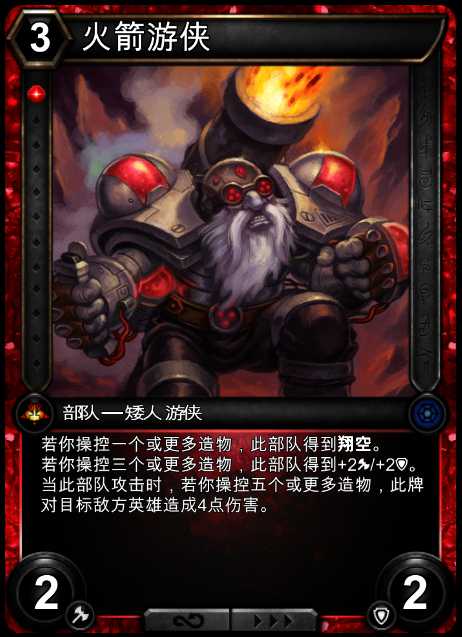 3
火箭游侠
部队 — 矮人 游侠
若你操控一个或更多造物，此部队得到翔空。
若你操控三个或更多造物，此部队得到+2/+2。
当此部队攻击时，若你操控五个或更多造物，此牌
对目标敌方英雄造成4点伤害。
2
2